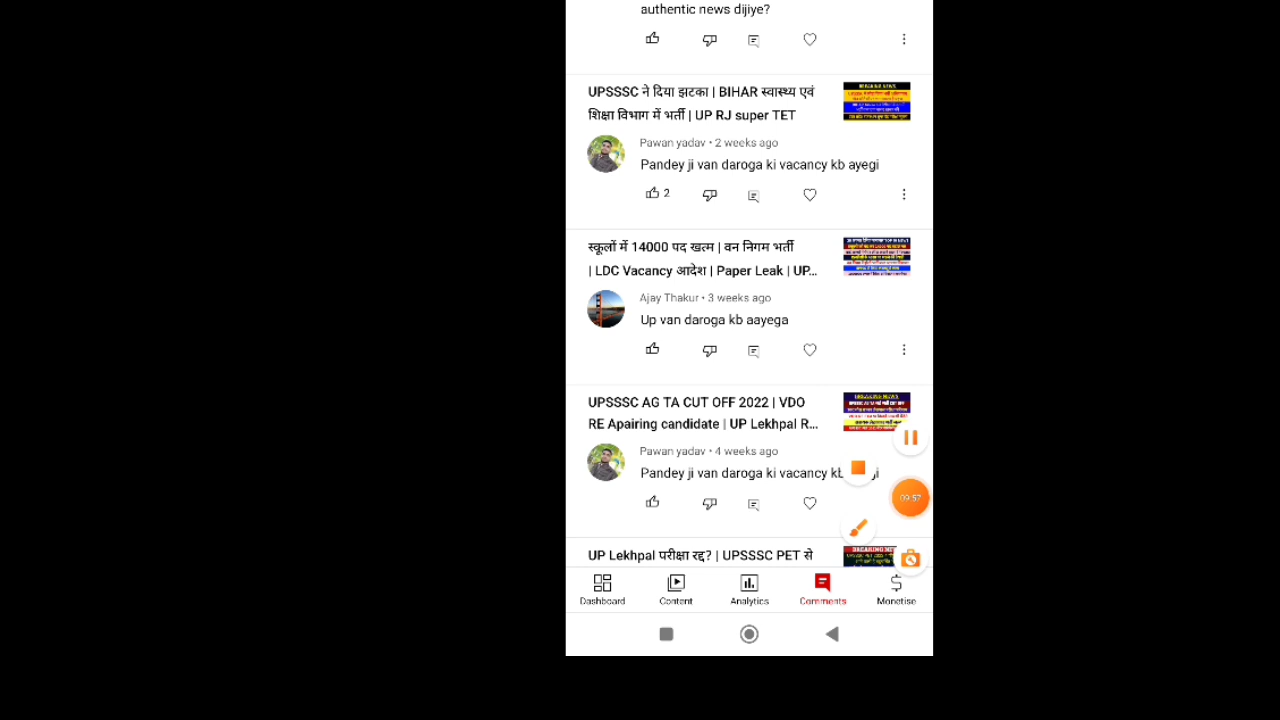 authentic news dijiye?
UPSSSC ने दिया झटका | BIHAR स्वास्थ्य एवं
शिक्षा विभाग में भर्ती | UP RJ super TET
Pawan yadav • 2 weeks ago
Pandey ji van daroga ki vacancy kb ayegi
2
स्कूलों में 14000 पद खत्म | वन निगम भर्ती
| LDC Vacancy आदेश | Paper Leak | UP...
Ajay Thakur • 3 weeks ago
Up van daroga kb aayega
UPSSSC AG TA CUT OFF 2022 | VDO
RE Apairing candidate | UP Lekhpal R...
Pawan yadav • 4 weeks ago
Pandey ji van daroga ki vacancy
09:57
UP Lekhpal परीक्षा रद्द? | UPSSSC PET से
Dashboard Content Analytics Comments Monetise